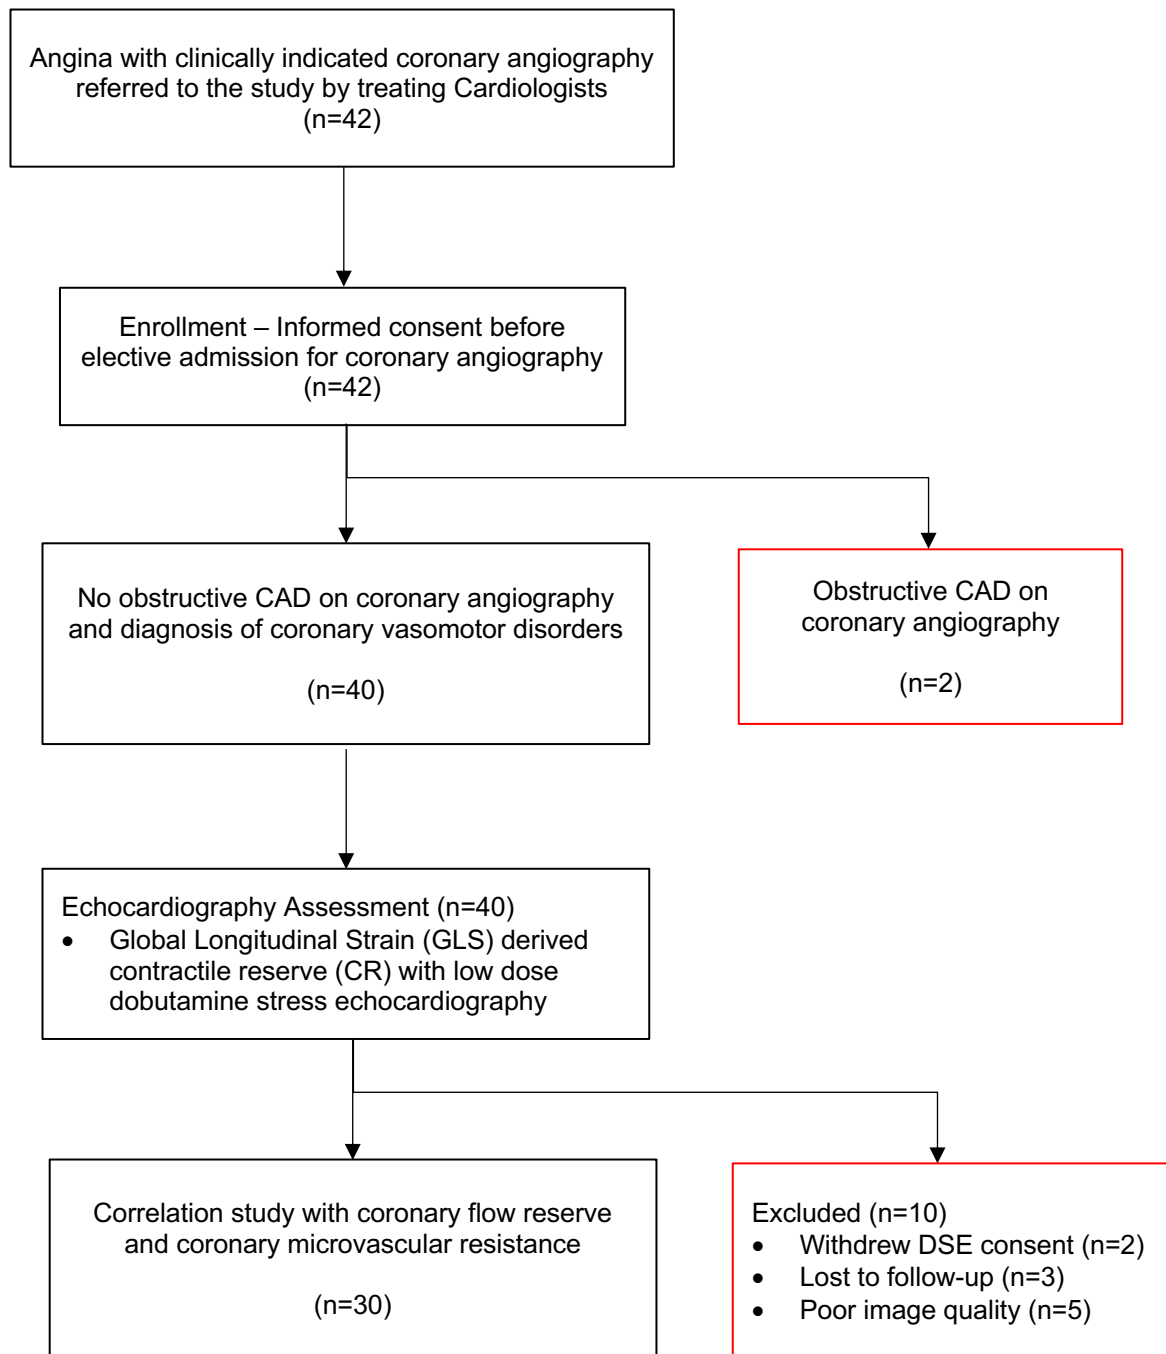 Angina with clinically indicated coronary angiography
referred to the study by treating Cardiologists
(n=42)
Enrollment – Informed consent before
elective admission for coronary angiography
(n=42)
No obstructive CAD on coronary angiography
and diagnosis of coronary vasomotor disorders
(n=40)
Obstructive CAD on
coronary angiography
(n=2)
Echocardiography Assessment (n=40)
• Global Longitudinal Strain (GLS) derived
contractile reserve (CR) with low dose
dobutamine stress echocardiography
Correlation study with coronary flow reserve
and coronary microvascular resistance
(n=30)
Excluded (n=10)
• Withdrew DSE consent (n=2)
• Lost to follow-up (n=3)
• Poor image quality (n=5)